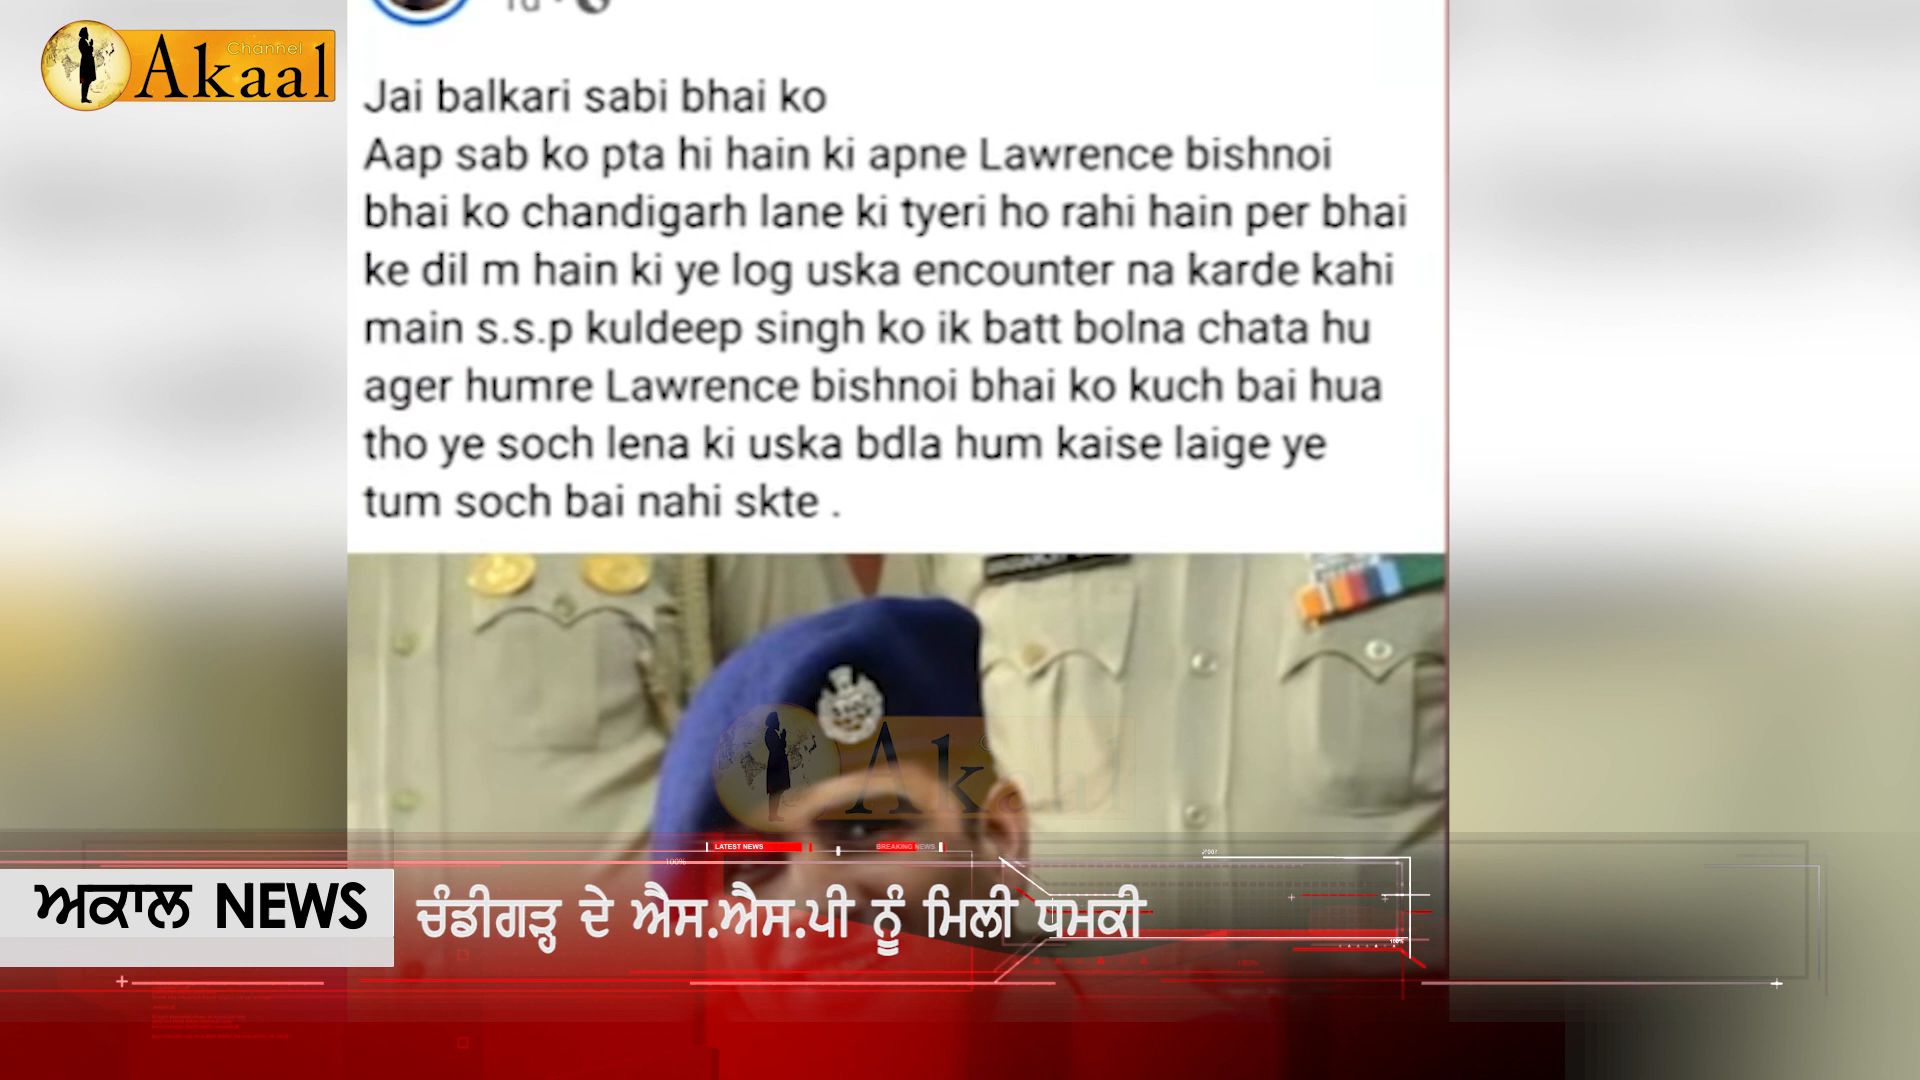 1d
Channel
Akaal
Jai balkari sabi bhai ko
Aap sab ko pta hi hain ki apne Lawrence bishnoi
bhai ko chandigarh lane ki tyeri ho rahi hain per bhai
ke dil m hain ki ye log uska encounter na karde kahi
main s.s.p kuldeep singh ko ik batt bolna chata hu
ager humre Lawrence bishnoi bhai ko kuch bai hua
tho ye soch lena ki uska bdla hum kaise laige ye
tum soch bai nahi skte .
Akaal
LATEST NEWS
BREAKING NEWS
100%
ਅਕਾਲ NEWS
ਚੰਡੀਗੜ੍ਹ ਦੇ ਐਸ.ਐਸ.ਪੀ ਨੂੰ ਮਿਲੀ ਧਮਕੀ
100%